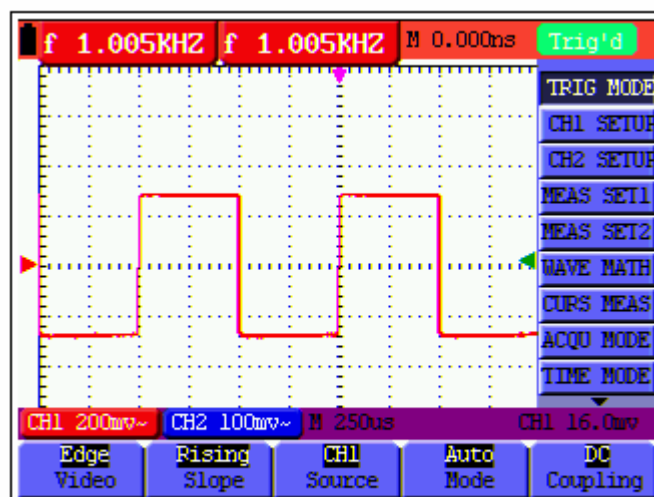 f 1.005KHZ f 1.005KHZ M 0.000ns Trig'd
TRIG MODE
CH1 SETUP
CH2 SETUP
MEAS SET1
MEAS SET2
WAVE MATH
CURS MEAS
ACQU MODE
TIME MODE
CH1 200mv~ CH2 100mv~ M 250us CH1 16.0mv
Edge Rising CH1 Auto DC
Video Slope Source Mode Coupling